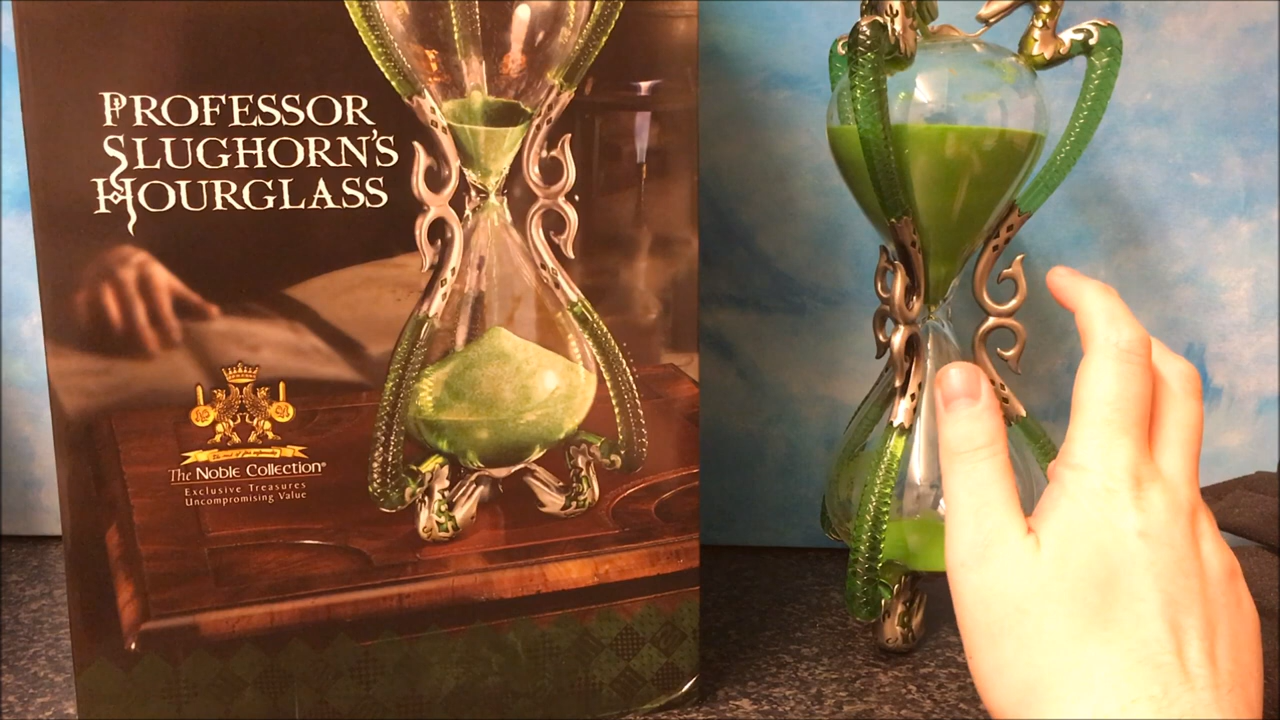 PROFESSOR
SLUGHORN'S
HOURGLASS
The NOBLE COLLECTION®
Exclusive Treasures
Uncompromising Value